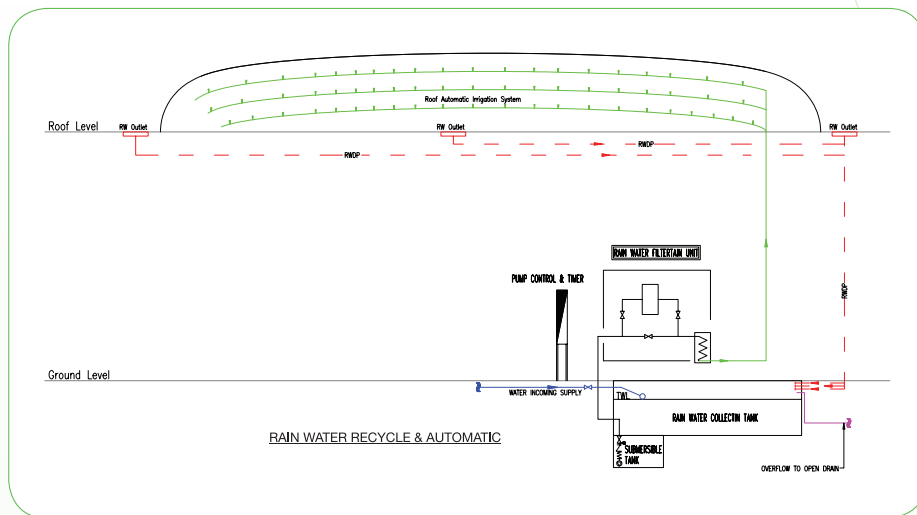 Roof Automatic Irrigation System
Roof Level
RW Outlet
RW Outlet
RW Outlet
RWDP
RWDP
RAIN WATER FILTERTAIN UNIT
PUMP CONTROL & TIMER
RWDP
Ground Level
WATER INCOMING SUPPLY
TWL
RAIN WATER COLLECTIN TANK
RAIN WATER RECYCLE & AUTOMATIC
SUBMERSIBLE
TANK
OVERFLOW TO OPEN DRAIN